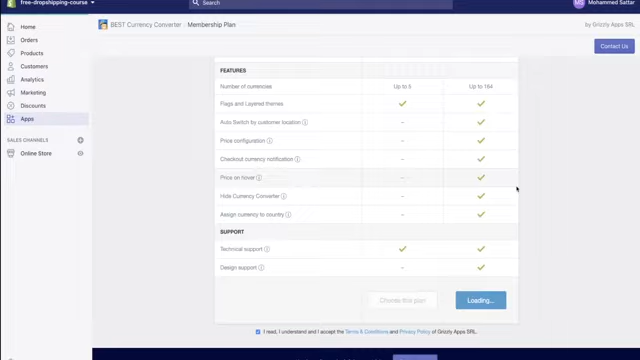 free-dropshipping-course
Search
MS
Mohammed Sattar
Home
Orders
Products
Customers
Analytics
Marketing
Discounts
Apps
SALES CHANNELS
Online Store
BEST Currency Converter
Membership Plan
by Grizzly Apps SRL
Contact Us
FEATURES
Number of currencies Up to 5 Up to 164
Flags and Layered themes
Auto Switch by customer location
Price configuration
Checkout currency notification
Price on hover
Hide Currency Converter
Assign currency to country
SUPPORT
Technical support
Design support
Choose this plan
Loading...
I read, I understand and I accept the Terms & Conditions and Privacy Policy of Grizzly Apps SRL.